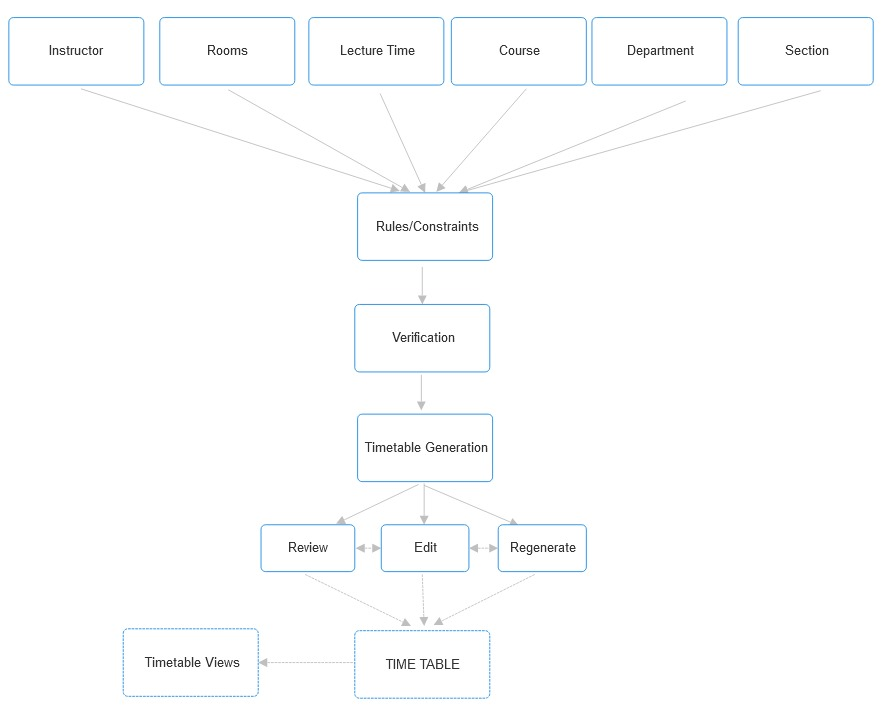 Instructor
Rooms
Lecture Time
Course
Department
Section
Rules/Constraints
Verification
Timetable Generation
Review
Edit
Regenerate
Timetable Views
TIME TABLE